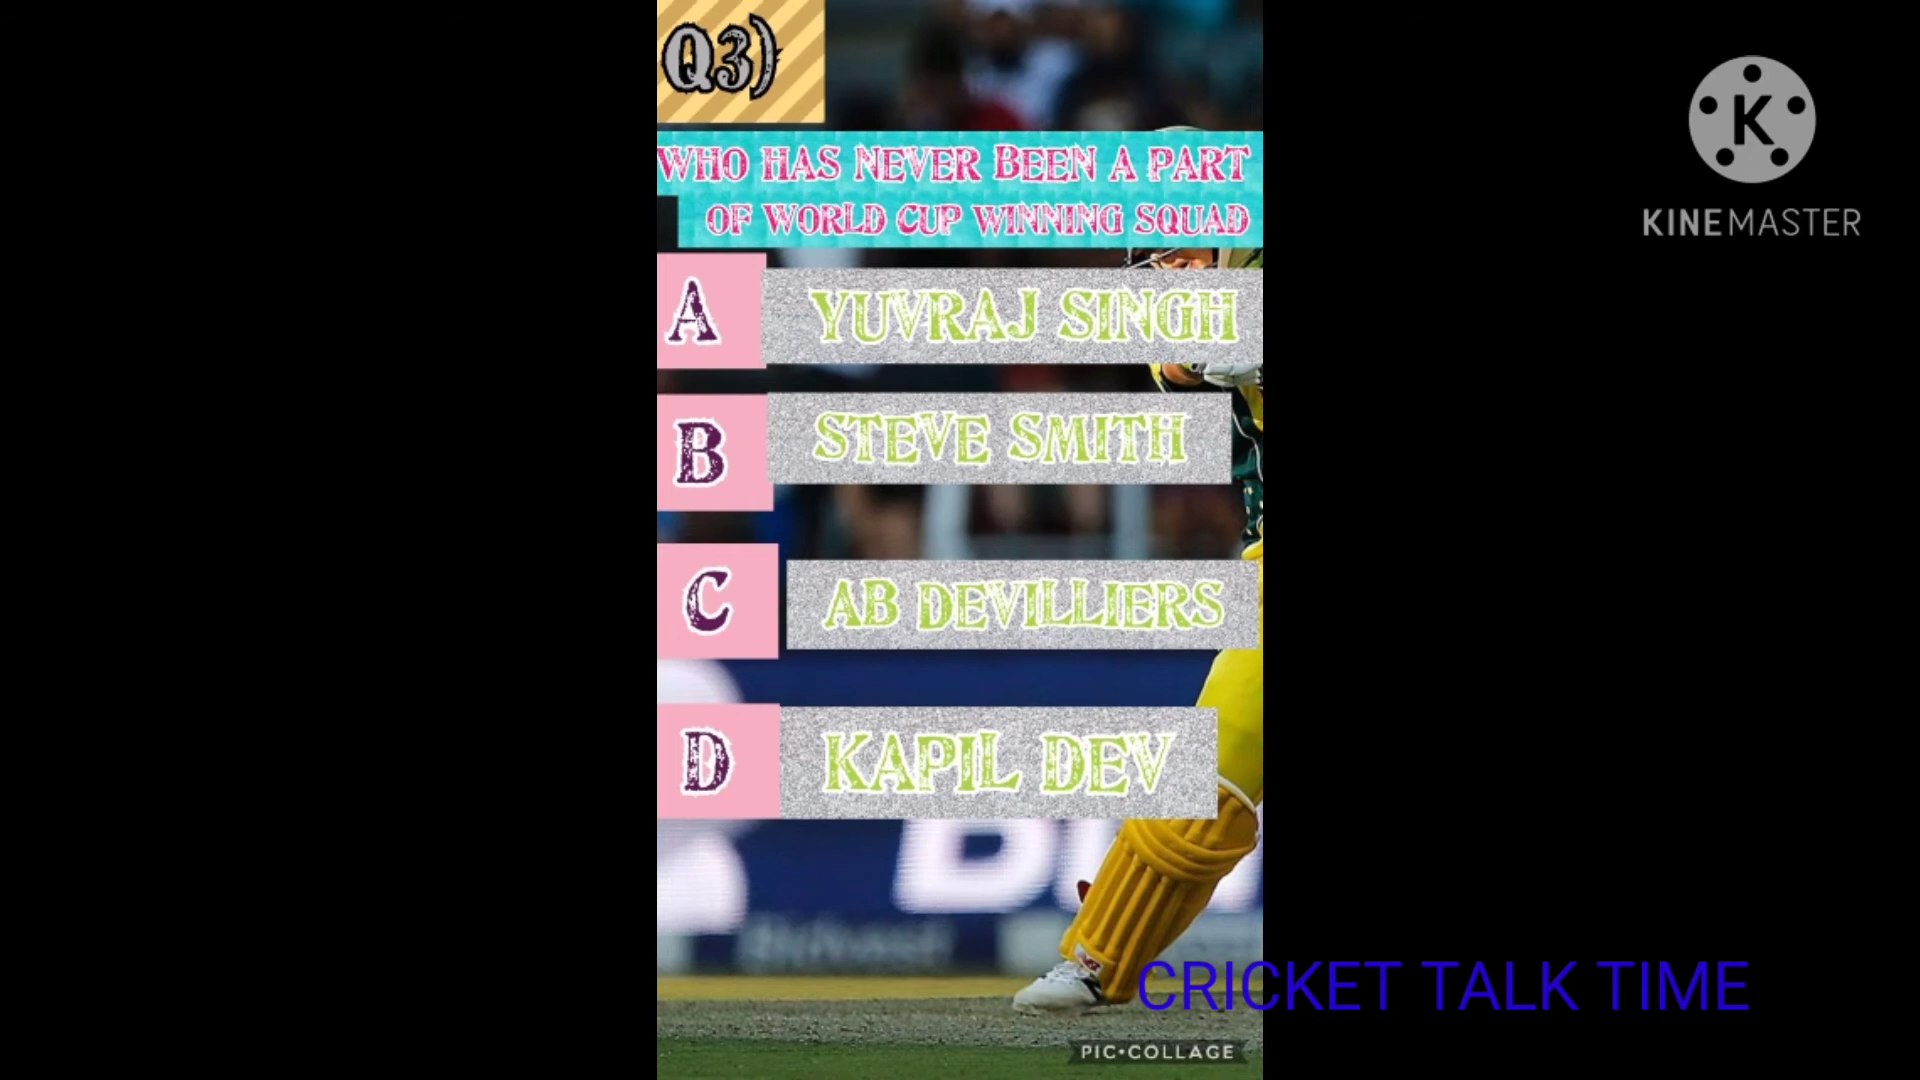 Q3)
WHO HAS NEVER BEEN A PART
OF WORLD CUP WINNING SQUAD
A
YUVRAJ SINGH
B
STEVE SMITH
C
AB DEVILLIERS
D
KAPIL DEV
K
KINEMASTER
CRICKET TALK TIME
PIC•COLLAGE